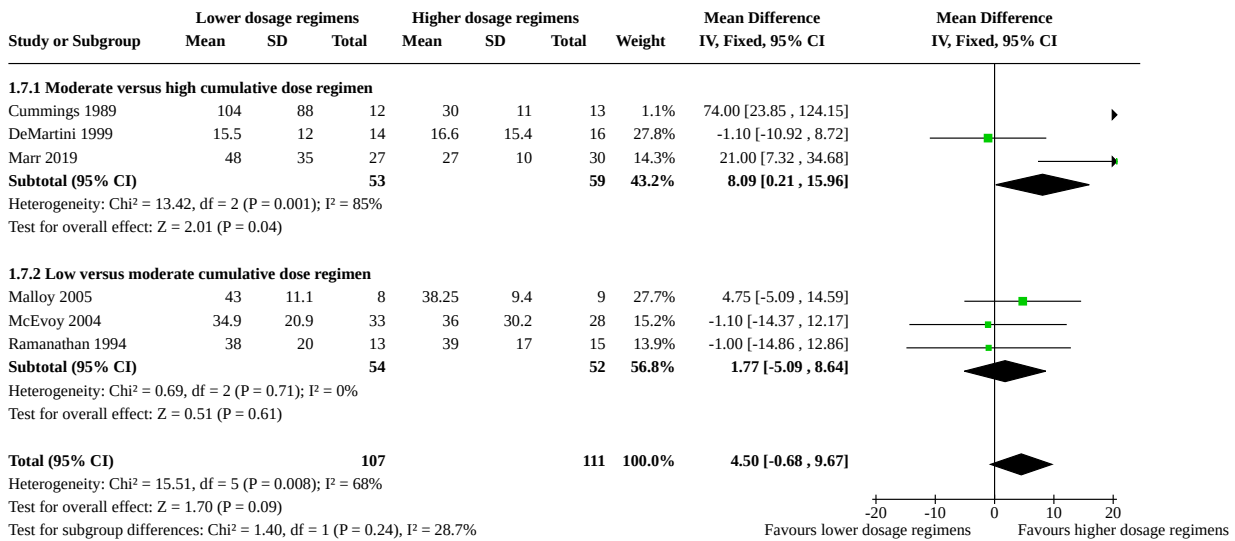 Lower dosage regimens Higher dosage regimens Mean Difference Mean Difference
Study or Subgroup Mean SD Total Mean SD Total Weight IV, Fixed, 95% CI IV, Fixed, 95% CI
1.7.1 Moderate versus high cumulative dose regimen
Cummings 1989 104 88 12 30 11 13 1.1% 74.00 [23.85 , 124.15]
DeMartini 1999 15.5 12 14 16.6 15.4 16 27.8% -1.10 [-10.92 , 8.72]
Marr 2019 48 35 27 27 10 30 14.3% 21.00 [7.32 , 34.68]
Subtotal (95% CI) 53 59 43.2% 8.09 [0.21 , 15.96]
Heterogeneity: Chi² = 13.42, df = 2 (P = 0.001); I² = 85%
Test for overall effect: Z = 2.01 (P = 0.04)
1.7.2 Low versus moderate cumulative dose regimen
Malloy 2005 43 11.1 8 38.25 9.4 9 27.7% 4.75 [-5.09 , 14.59]
McEvoy 2004 34.9 20.9 33 36 30.2 28 15.2% -1.10 [-14.37 , 12.17]
Ramanathan 1994 38 20 13 39 17 15 13.9% -1.00 [-14.86 , 12.86]
Subtotal (95% CI) 54 52 56.8% 1.77 [-5.09 , 8.64]
Heterogeneity: Chi² = 0.69, df = 2 (P = 0.71); I² = 0%
Test for overall effect: Z = 0.51 (P = 0.61)
Total (95% CI) 107 111 100.0% 4.50 [-0.68 , 9.67]
Heterogeneity: Chi² = 15.51, df = 5 (P = 0.008); I² = 68%
Test for overall effect: Z = 1.70 (P = 0.09)
-20 -10 0 10 20
Test for subgroup differences: Chi² = 1.40, df = 1 (P = 0.24), I² = 28.7% Favours lower dosage regimens Favours higher dosage regimens